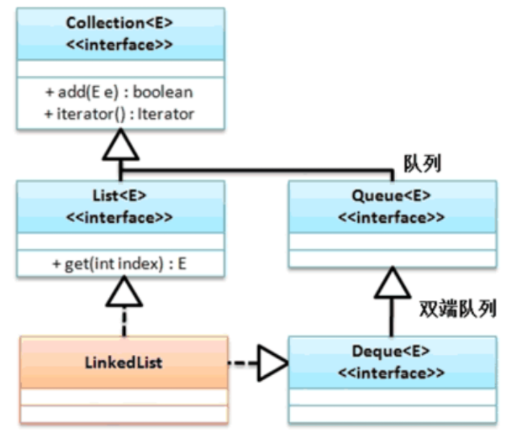 Collection<E>
<<interface>>
+ add(E e) : boolean
+ iterator() : Iterator
队列
List<E>
<<interface>>
+ get(int index) : E
Queue<E>
<<interface>>
双端队列
LinkedList
Deque<E>
<<interface>>